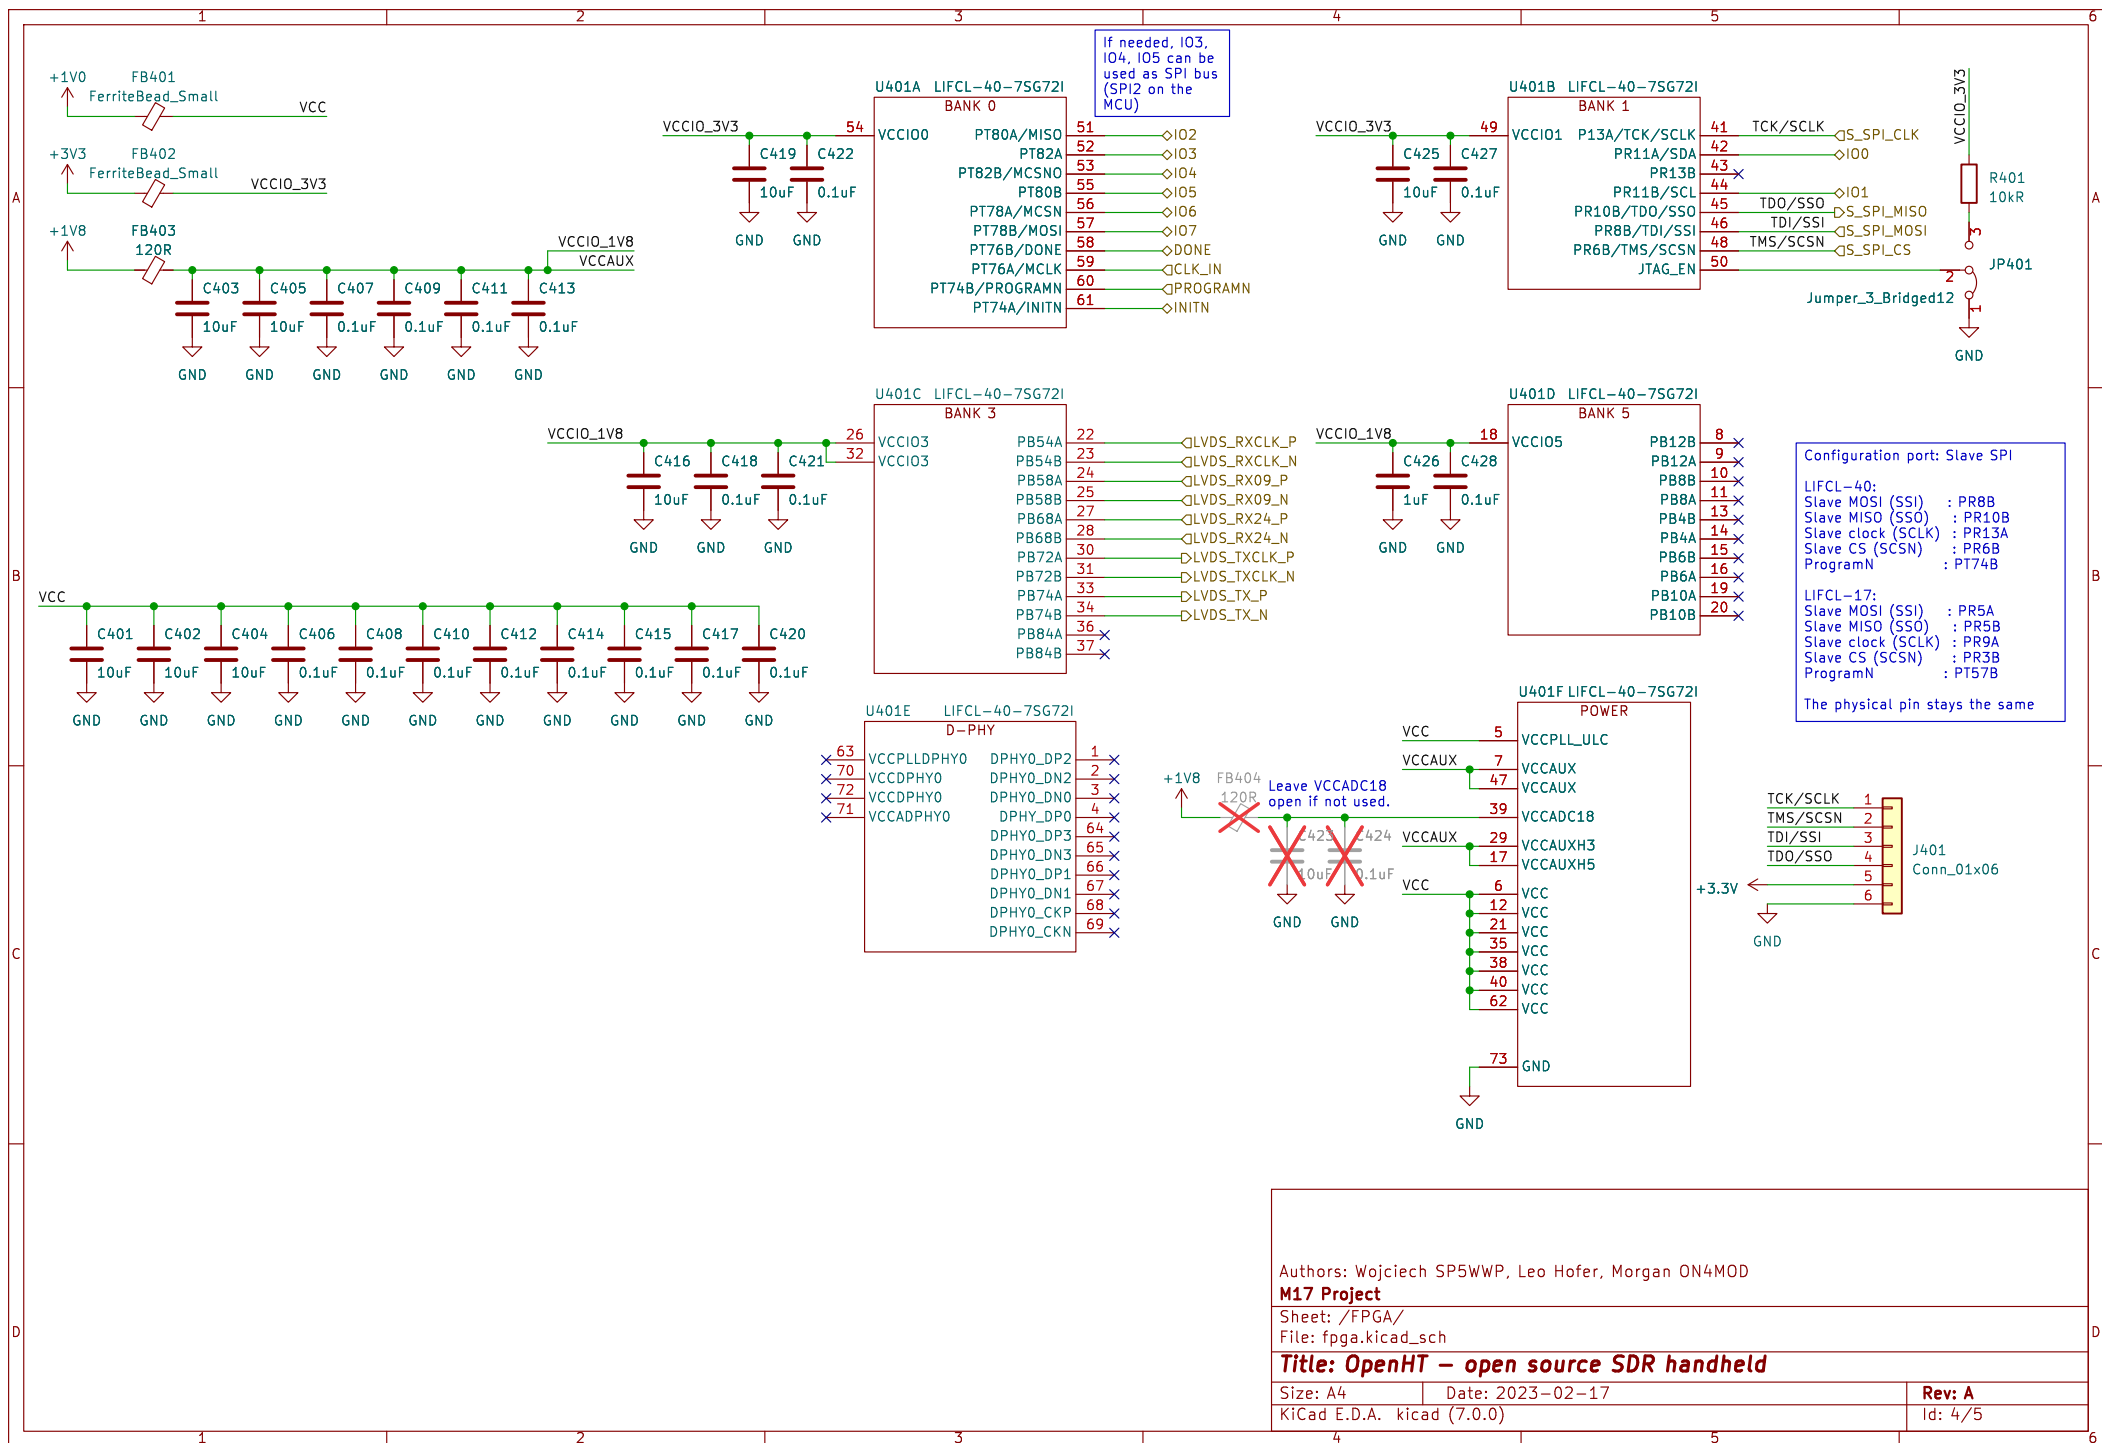 1 2 3 4 5 6
A
B
C
D
+1V0
FB401
FerriteBead_Small
VCC
+3V3
FB402
FerriteBead_Small
VCCIO_3V3
+1V8
FB403
120R
VCCIO_1V8
VCCAUX
C403 C405 C407 C409 C411 C413
10uF 10uF 0.1uF 0.1uF 0.1uF 0.1uF
GND GND GND GND GND GND
If needed, IO3,
IO4, IO5 can be
used as SPI bus
(SPI2 on the
MCU)
U401A LIFCL-40-7SG72I
BANK 0
VCCIO_3V3
C419 C422
10uF 0.1uF
GND GND
54 VCCIO0
PT80A/MISO 51 IO2
PT82A 52 IO3
PT82B/MCSNO 53 IO4
PT80B 55 IO5
PT78A/MCSN 56 IO6
PT78B/MOSI 57 IO7
PT76B/DONE 58 DONE
PT76A/MCLK 59 CLK_IN
PT74B/PROGRAMN 60 PROGRAMN
PT74A/INITN 61 INITN
U401B LIFCL-40-7SG72I
BANK 1
VCCIO_3V3
C425 C427
10uF 0.1uF
GND GND
49 VCCIO1
P13A/TCK/SCLK 41 TCK/SCLK S_SPI_CLK
PR11A/SDA 42 IO0
PR13B 43
PR11B/SCL 44 IO1
PR10B/TDO/SSO 45 TDO/SSO S_SPI_MISO
PR8B/TDI/SSI 46 TDI/SSI S_SPI_MOSI
PR6B/TMS/SCSN 48 TMS/SCSN S_SPI_CS
JTAG_EN 50
VCCIO_3V3
R401
10kR
3
JP401
2
Jumper_3_Bridged12
1
GND
U401C LIFCL-40-7SG72I
BANK 3
VCCIO_1V8
C416 C418 C421
10uF 0.1uF 0.1uF
GND GND GND
26 VCCIO3
32 VCCIO3
PB54A 22 LVDS_RXCLK_P
PB54B 23 LVDS_RXCLK_N
PB58A 24 LVDS_RX09_P
PB58B 25 LVDS_RX09_N
PB68A 27 LVDS_RX24_P
PB68B 28 LVDS_RX24_N
PB72A 30 LVDS_TXCLK_P
PB72B 31 LVDS_TXCLK_N
PB74A 33 LVDS_TX_P
PB74B 34 LVDS_TX_N
PB84A 36
PB84B 37
U401D LIFCL-40-7SG72I
BANK 5
VCCIO_1V8
C426 C428
1uF 0.1uF
GND GND
18 VCCIO5
PB12B 8
PB12A 9
PB8B 10
PB8A 11
PB4B 13
PB4A 14
PB6B 15
PB6A 16
PB10A 19
PB10B 20
Configuration port: Slave SPI
LIFCL-40:
Slave MOSI (SSI) : PR8B
Slave MISO (SSO) : PR10B
Slave clock (SCLK) : PR13A
Slave CS (SCSN) : PR6B
ProgramN : PT74B
LIFCL-17:
Slave MOSI (SSI) : PR5A
Slave MISO (SSO) : PR5B
Slave clock (SCLK) : PR9A
Slave CS (SCSN) : PR3B
ProgramN : PT57B
The physical pin stays the same
VCC
C401 C402 C404 C406 C408 C410 C412 C414 C415 C417 C420
10uF 10uF 10uF 0.1uF 0.1uF 0.1uF 0.1uF 0.1uF 0.1uF 0.1uF 0.1uF
GND GND GND GND GND GND GND GND GND GND GND
U401E LIFCL-40-7SG72I
D-PHY
63 VCCPLLDPHY0
70 VCCDPHY0
72 VCCDPHY0
71 VCCADPHY0
DPHY0_DP2 1
DPHY0_DN2 2
DPHY0_DN0 3
DPHY_DP0 4
DPHY0_DP3 64
DPHY0_DN3 65
DPHY0_DP1 66
DPHY0_DN1 67
DPHY0_CKP 68
DPHY0_CKN 69
+1V8
FB404
120R
Leave VCCADC18
open if not used.
C423 C424
10uF 0.1uF
GND GND
U401F LIFCL-40-7SG72I
POWER
VCC 5 VCCPLL_ULC
VCCAUX 7 VCCAUX
47 VCCAUX
39 VCCADC18
VCCAUX 29 VCCAUXH3
17 VCCAUXH5
VCC 6 VCC
12 VCC
21 VCC
35 VCC
38 VCC
40 VCC
62 VCC
73 GND
GND
TCK/SCLK 1
TMS/SCSN 2
TDI/SSI 3
TDO/SSO 4
+3.3V 5
6
GND
J401
Conn_01x06
Authors: Wojciech SP5WWP, Leo Hofer, Morgan ON4MOD
M17 Project
Sheet: /FPGA/
File: fpga.kicad_sch
Title: OpenHT – open source SDR handheld
Size: A4 Date: 2023-02-17 Rev: A
KiCad E.D.A. kicad (7.0.0) Id: 4/5
A
B
C
D
1 2 3 4 5 6